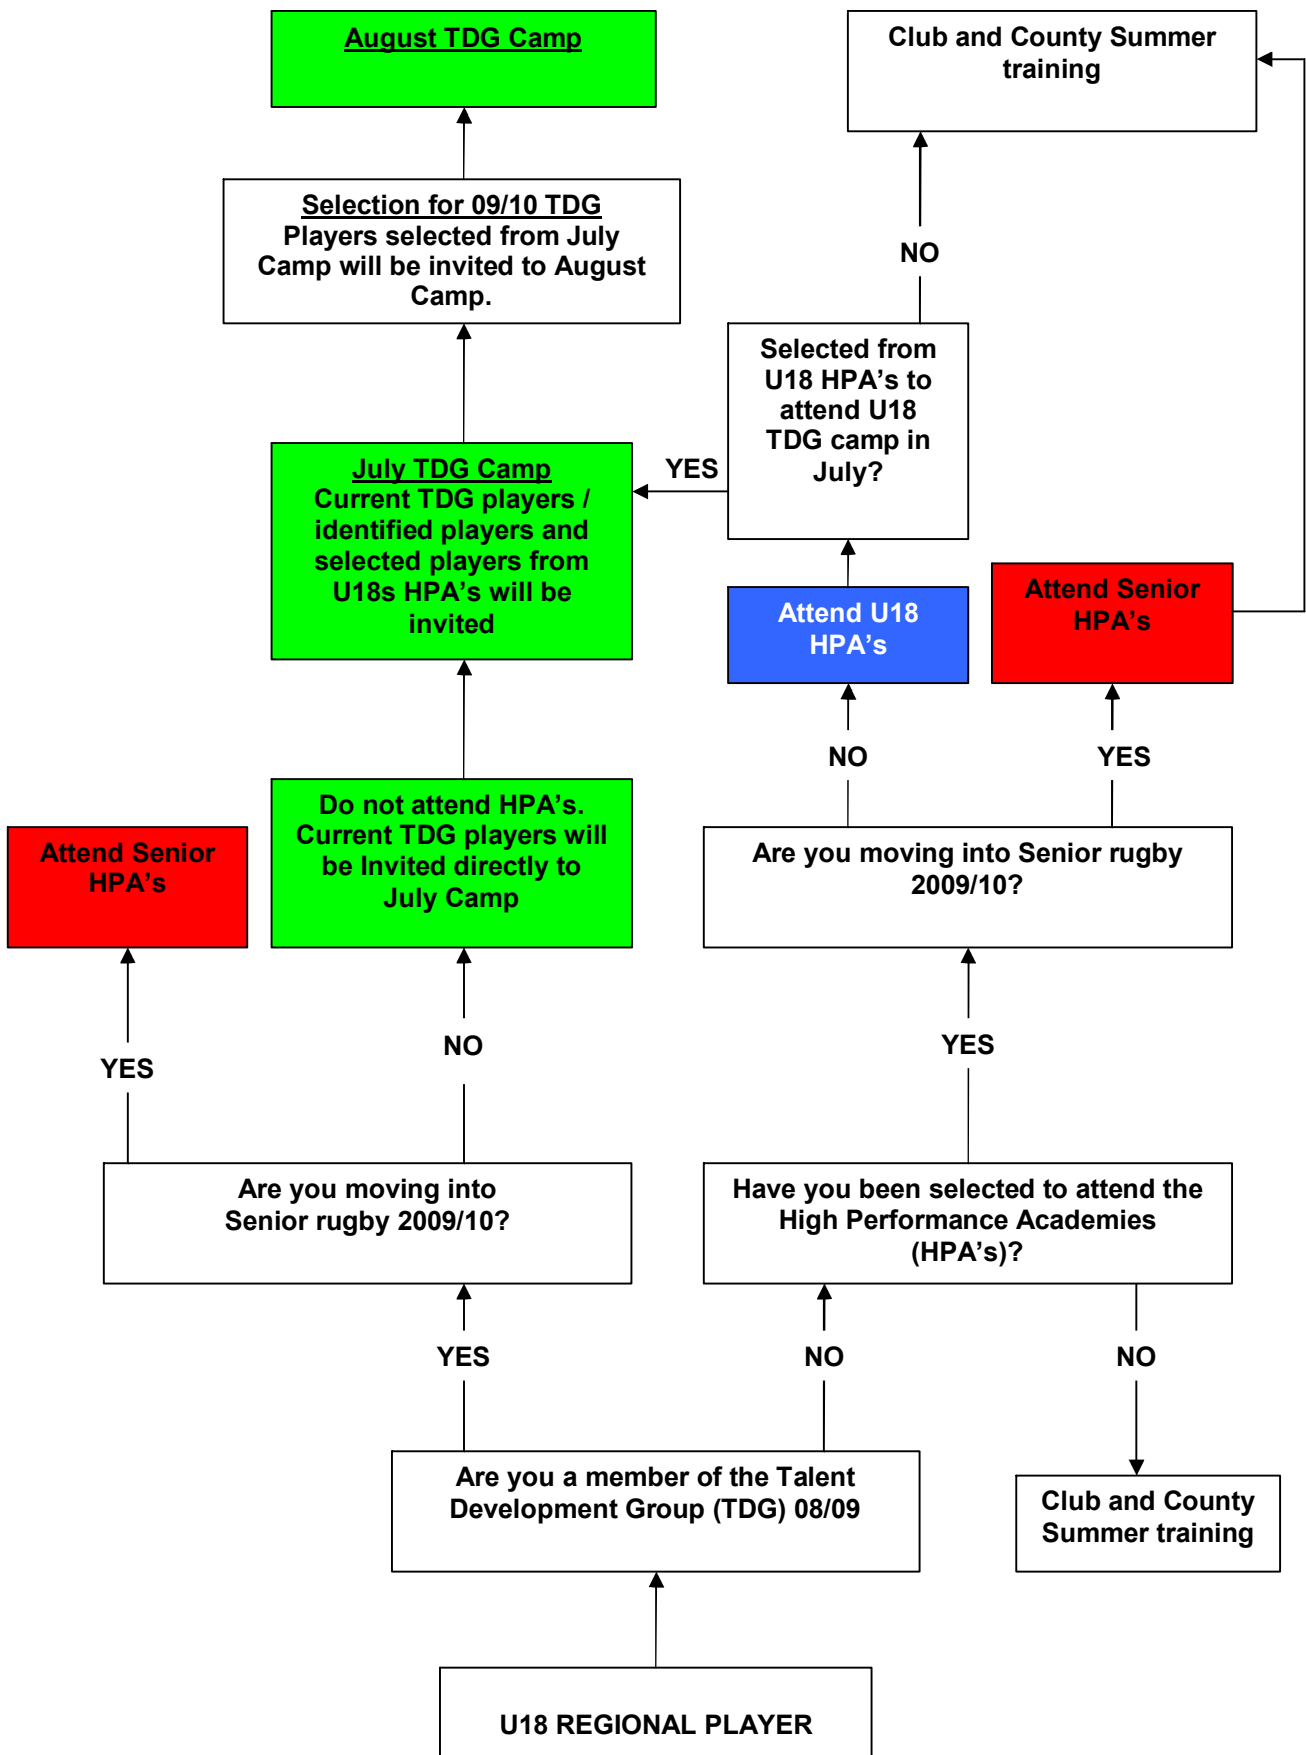 August TDG Camp
Club and County Summer
training
Selection for 09/10 TDG
Players selected from July
Camp will be invited to August
Camp.
NO
Selected from
U18 HPA’s to
attend U18
TDG camp in
July?
YES
July TDG Camp
Current TDG players /
identified players and
selected players from
U18s HPA’s will be
invited
Attend U18
HPA’s
Attend Senior
HPA’s
NO
YES
Do not attend HPA’s.
Current TDG players will
be Invited directly to
July Camp
Attend Senior
HPA’s
Are you moving into Senior rugby
2009/10?
YES
NO
YES
Are you moving into
Senior rugby 2009/10?
Have you been selected to attend the
High Performance Academies
(HPA’s)?
YES
NO
NO
Are you a member of the Talent
Development Group (TDG) 08/09
Club and County
Summer training
U18 REGIONAL PLAYER